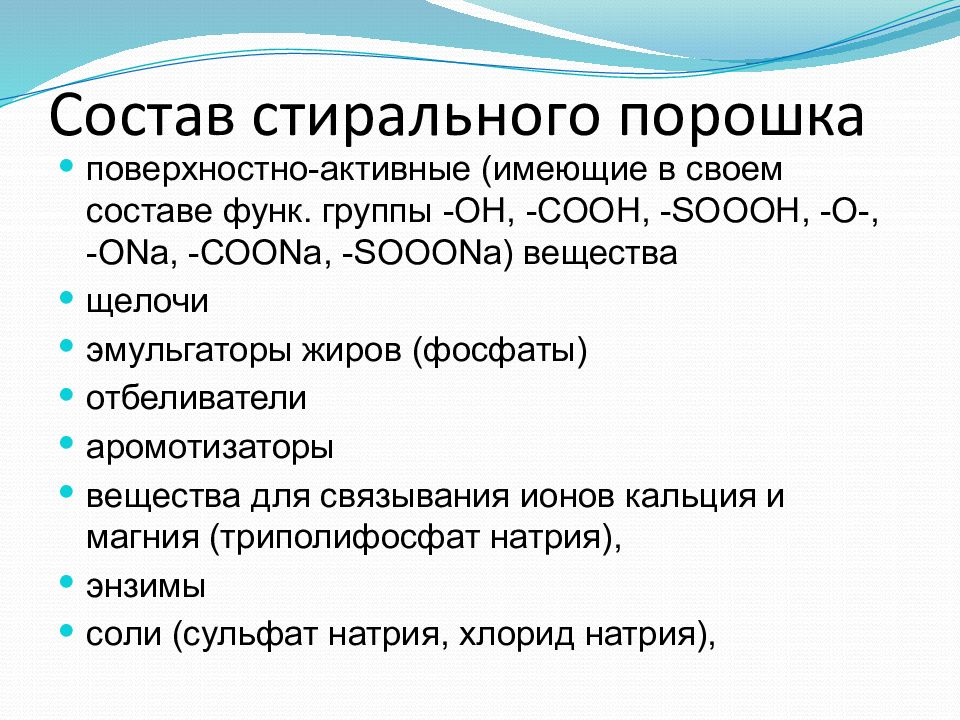 Состав стирального порошка
поверхностно-активные (имеющие в своем
составе функ. группы -OH, -COOH, -SOOOH, -O-,
-ONa, -COONa, -SOOONa) вещества
щелочи
эмульгаторы жиров (фосфаты)
отбеливатели
аромотизаторы
вещества для связывания ионов кальция и
магния (триполифосфат натрия),
энзимы
соли (сульфат натрия, хлорид натрия),